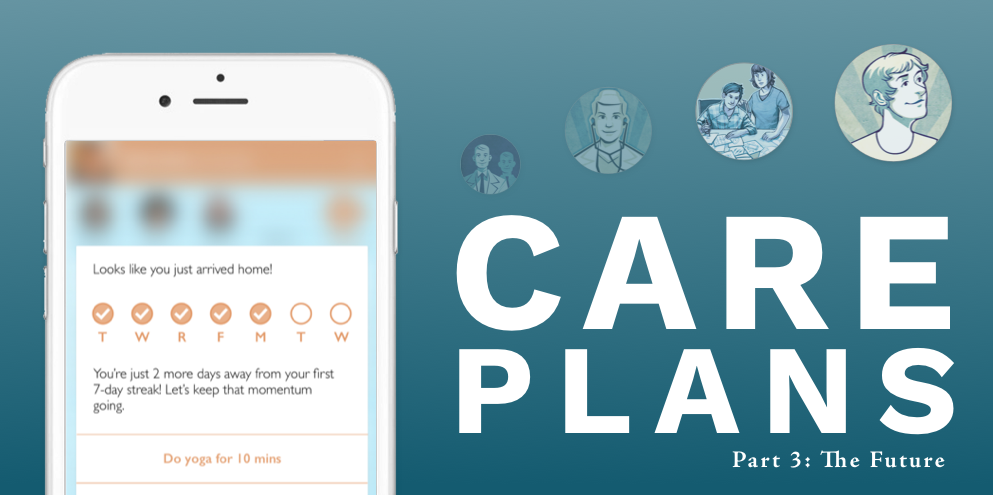 Looks like you just arrived home!
T W R F M T W
You're just 2 more days away from your first
7-day streak! Let's keep that momentum
going.
Do yoga for 10 mins
CARE
PLANS
Part 3: The Future